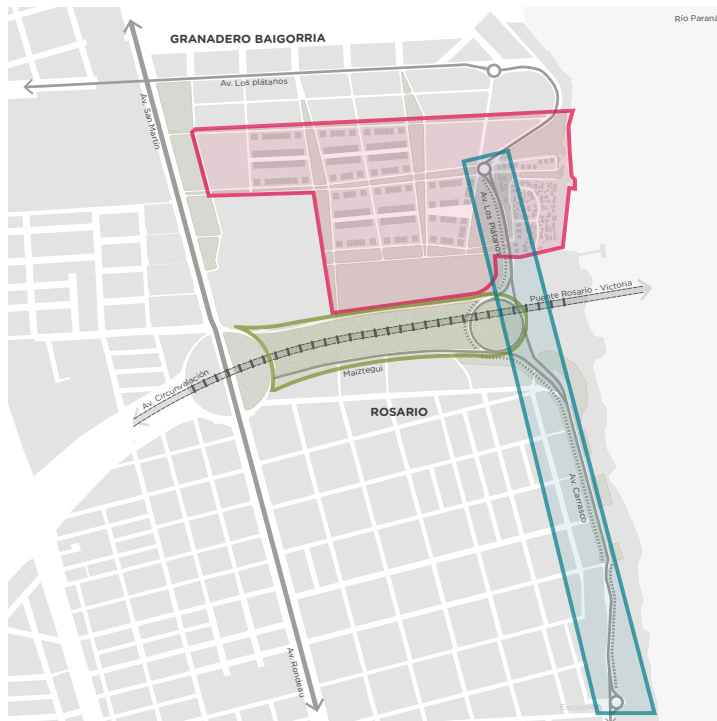 Río Paraná
GRANADERO BAIGORRIA
Av. Los plátanos
Av. San Martín
Av. Los Plátanos
Puente Rosario - Victoria
Av. Circunvalación
Maiztegui
ROSARIO
Av. Carrasco
Av. Rondeau